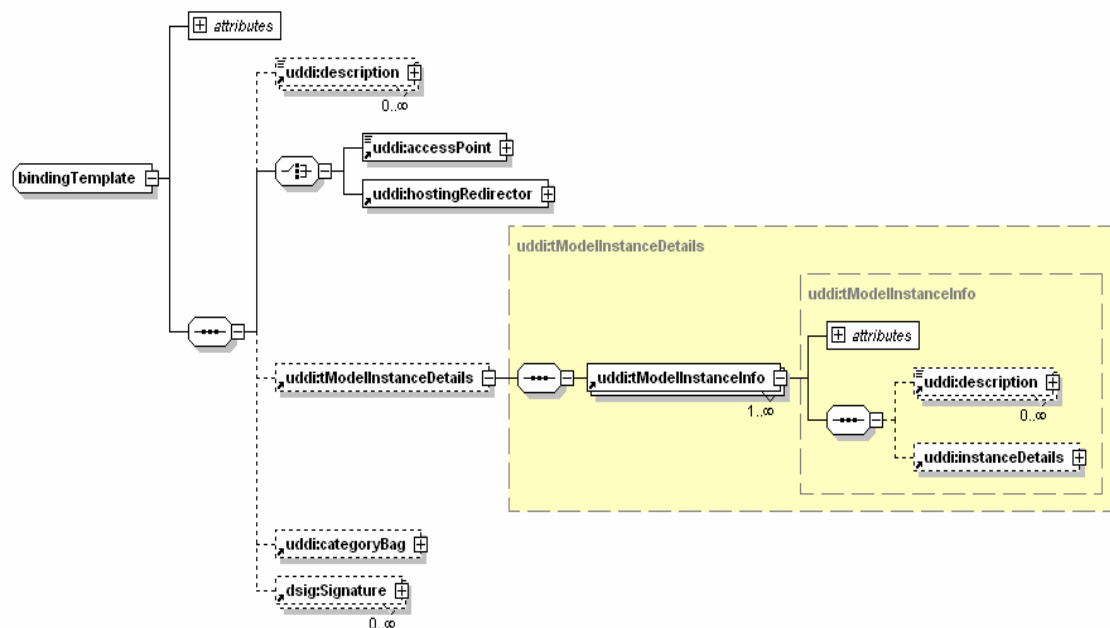 attributes
uddi:description
0..∞
uddi:accessPoint
bindingTemplate
uddi:hostingRedirector
uddi:tModelInstanceDetails
uddi:tModelInstanceInfo
attributes
uddi:tModelInstanceDetails
uddi:tModelInstanceInfo
1..∞
uddi:description
0..∞
uddi:instanceDetails
uddi:categoryBag
dsig:Signature
0..∞